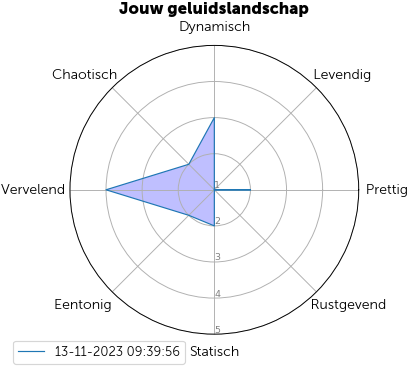 Jouw geluidslandschap
Dynamisch
Chaotisch
Levendig
Vervelend
1
Prettig
2
3
Eentonig
4
Rustgevend
5
13-11-2023 09:39:56
Statisch